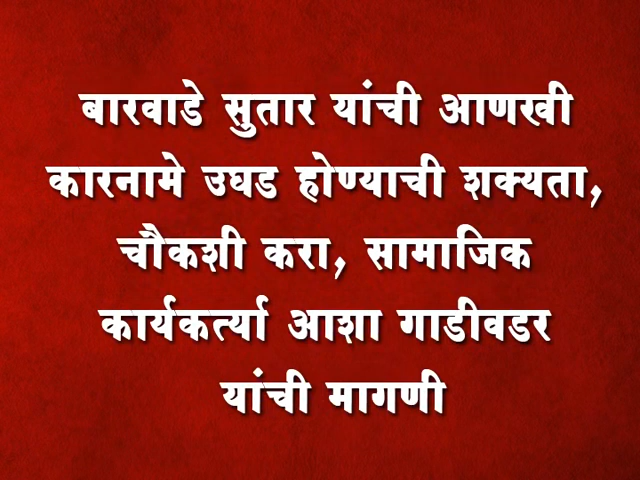 बारवाडे सुतार यांची आणखी
कारनामे उघड होण्याची शक्यता,
चौकशी करा, सामाजिक
कार्यकर्त्या आशा गाडीवडर
यांची मागणी